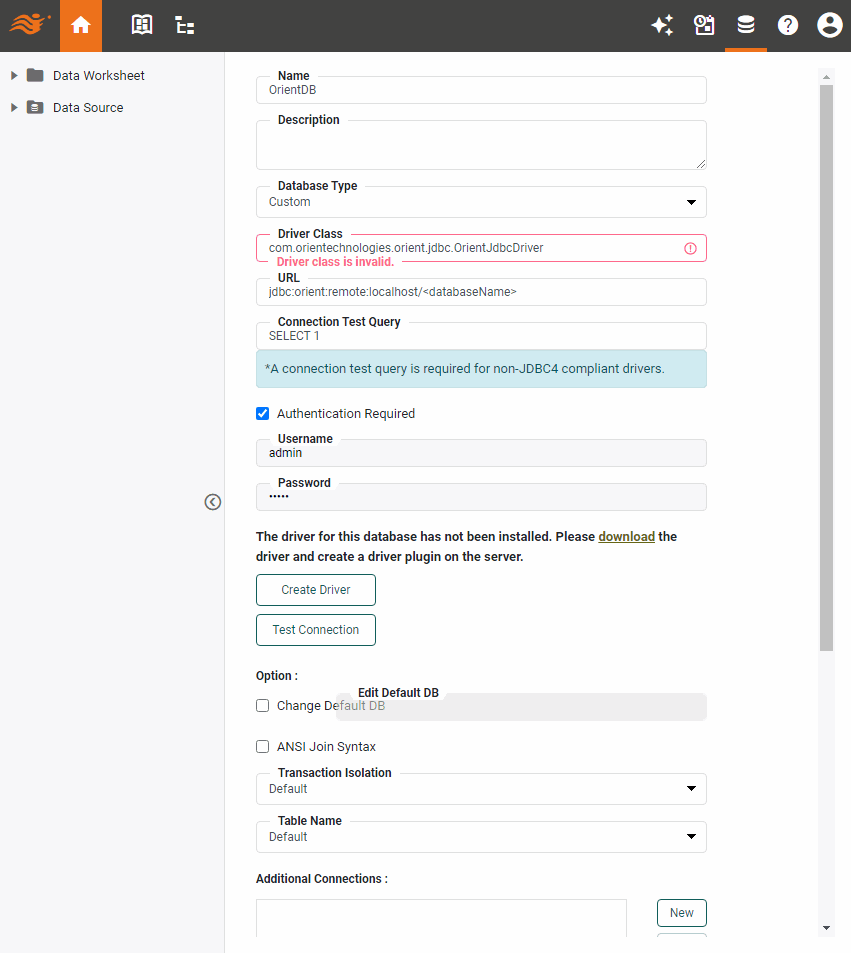 Data Worksheet
Data Source
Name
OrientDB
Description
Database Type
Custom
Driver Class
com.orientechnologies.orient.jdbc.OrientJdbcDriver
Driver class is invalid.
URL
jdbc:orient:remote:localhost/<databaseName>
Connection Test Query
SELECT 1
*A connection test query is required for non-JDBC4 compliant drivers.
Authentication Required
Username
admin
Password
•••••
The driver for this database has not been installed. Please download the
driver and create a driver plugin on the server.
Create Driver
Test Connection
Option :
Edit Default DB
Change Default DB
ANSI Join Syntax
Transaction Isolation
Default
Table Name
Default
Additional Connections :
New